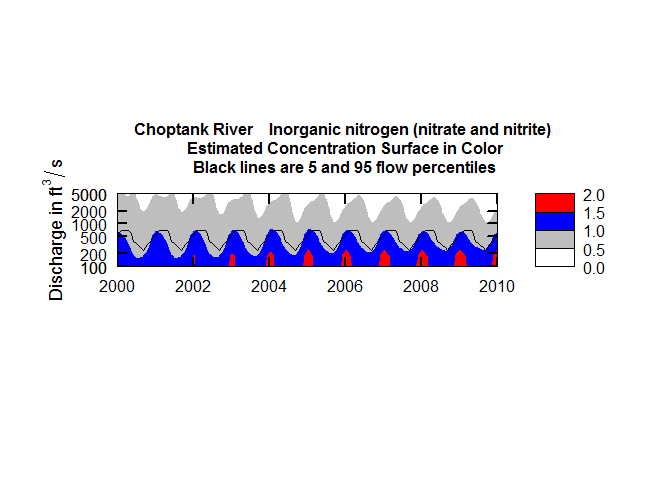 Choptank River   Inorganic nitrogen (nitrate and nitrite)
Estimated Concentration Surface in Color
Black lines are 5 and 95 flow percentiles
Discharge in ft³/s
5000
2000
1000
500
200
100
2000 2002 2004 2006 2008 2010
2.0
1.5
1.0
0.5
0.0